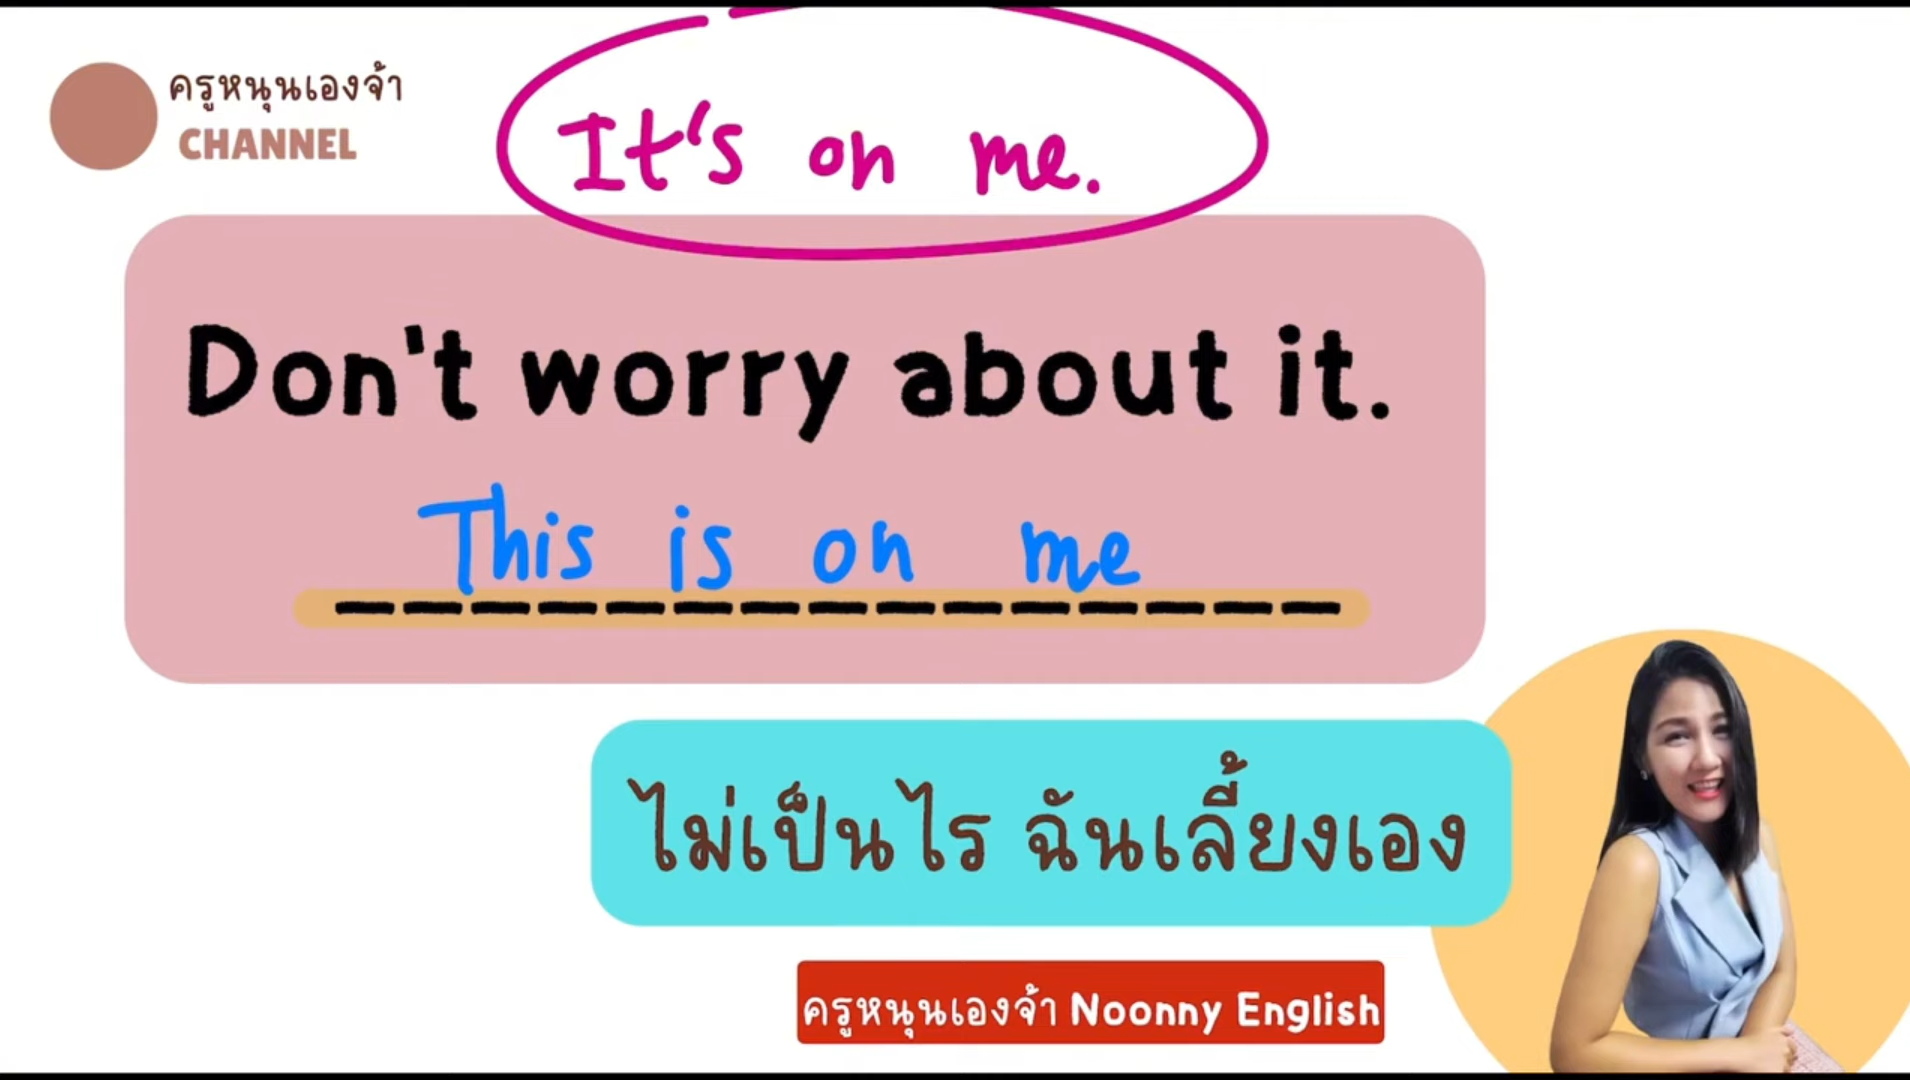 ครูหนุนเองจ้า
CHANNEL
It's on me.
Don't worry about it.
This is on me
ไม่เป็นไร ฉันเลี้ยงเอง
ครูหนุนเองจ้า Noonny English